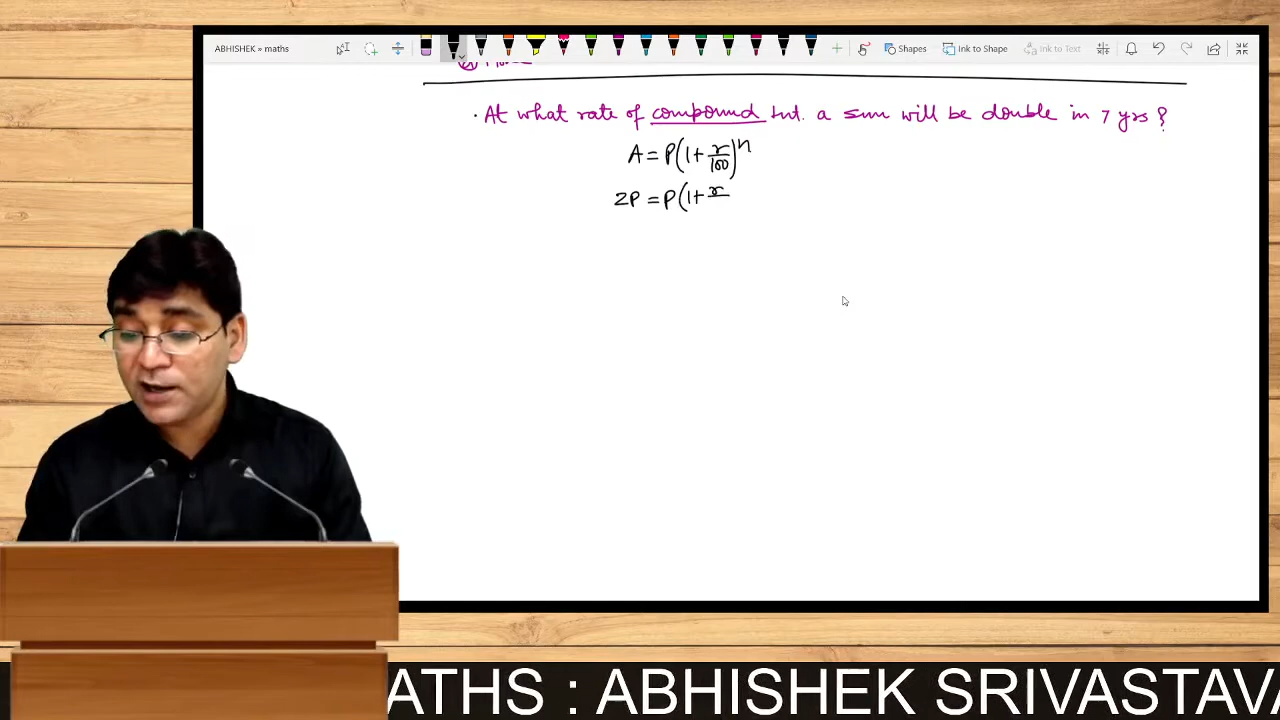 ABHISHEK » maths
Shapes
Ink to Shape
Ink to Text
· At what rate of compound Int. a sum will be double in 7 yrs ?
A = P(1+r/100)^n
2P = P(1+r
ATHS : ABHISHEK SRIVASTAVA